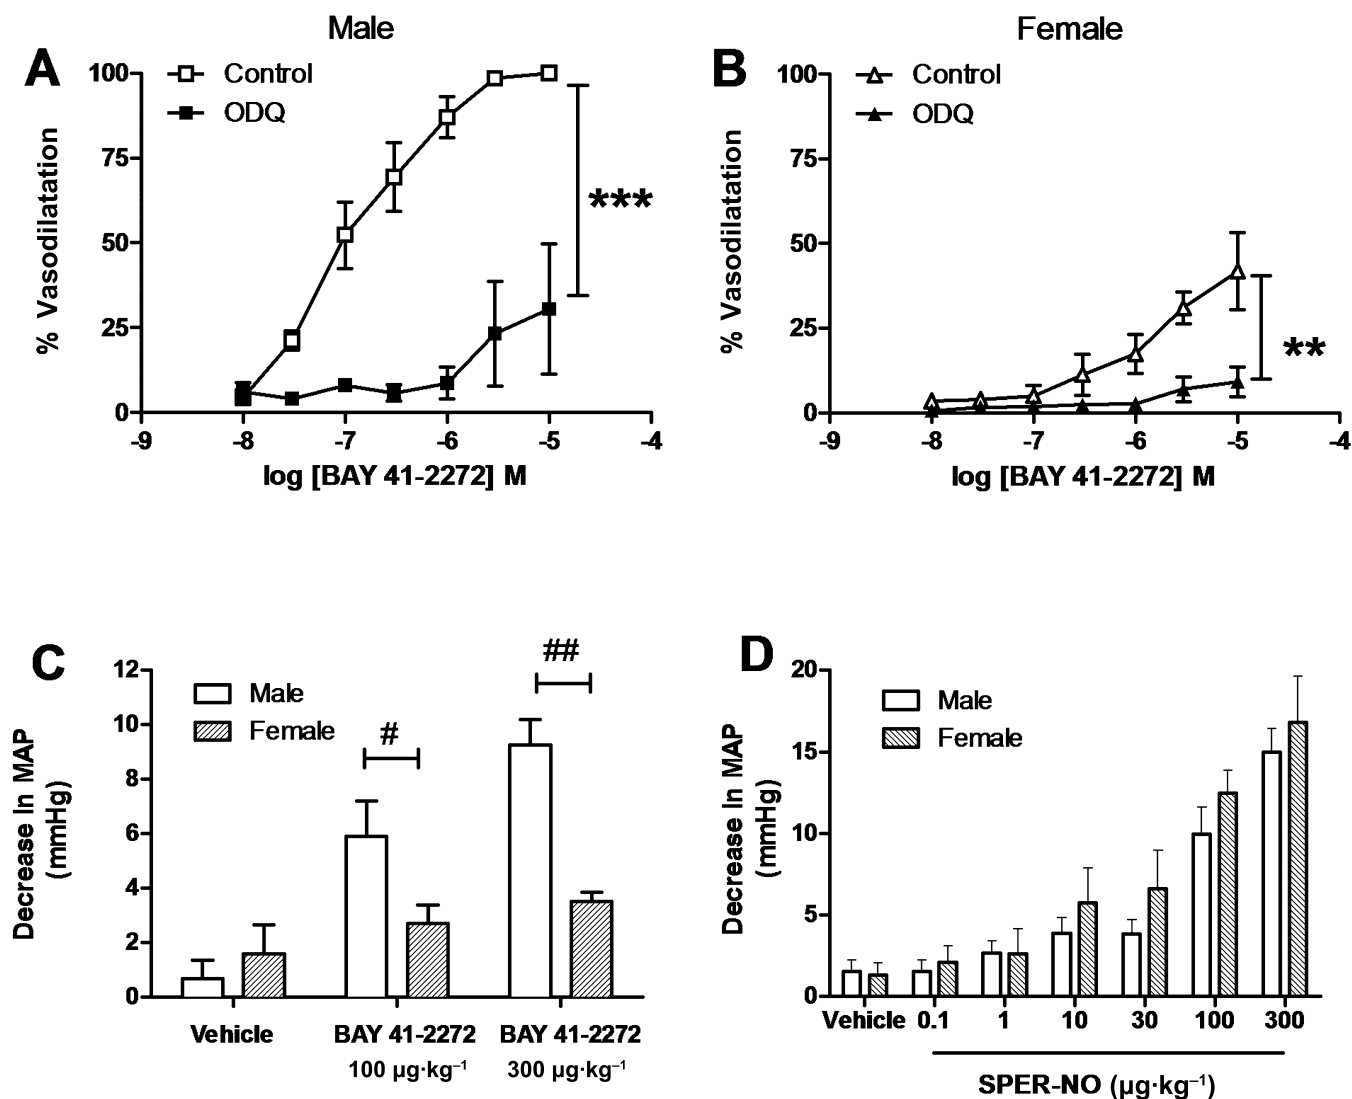 Male
A
Control
ODQ
100
75
50
25
0
% Vasodilatation
***
-9 -8 -7 -6 -5 -4
log [BAY 41-2272] M
Female
B
Control
ODQ
100
75
50
25
0
% Vasodilatation
**
-9 -8 -7 -6 -5 -4
log [BAY 41-2272] M
C
12
10
8
6
4
2
0
Decrease In MAP
(mmHg)
Male
Female
#
##
Vehicle BAY 41-2272 BAY 41-2272
100 µg·kg⁻¹ 300 µg·kg⁻¹
D
20
15
10
5
0
Decrease In MAP
(mmHg)
Male
Female
Vehicle 0.1 1 10 30 100 300
SPER-NO (µg·kg⁻¹)